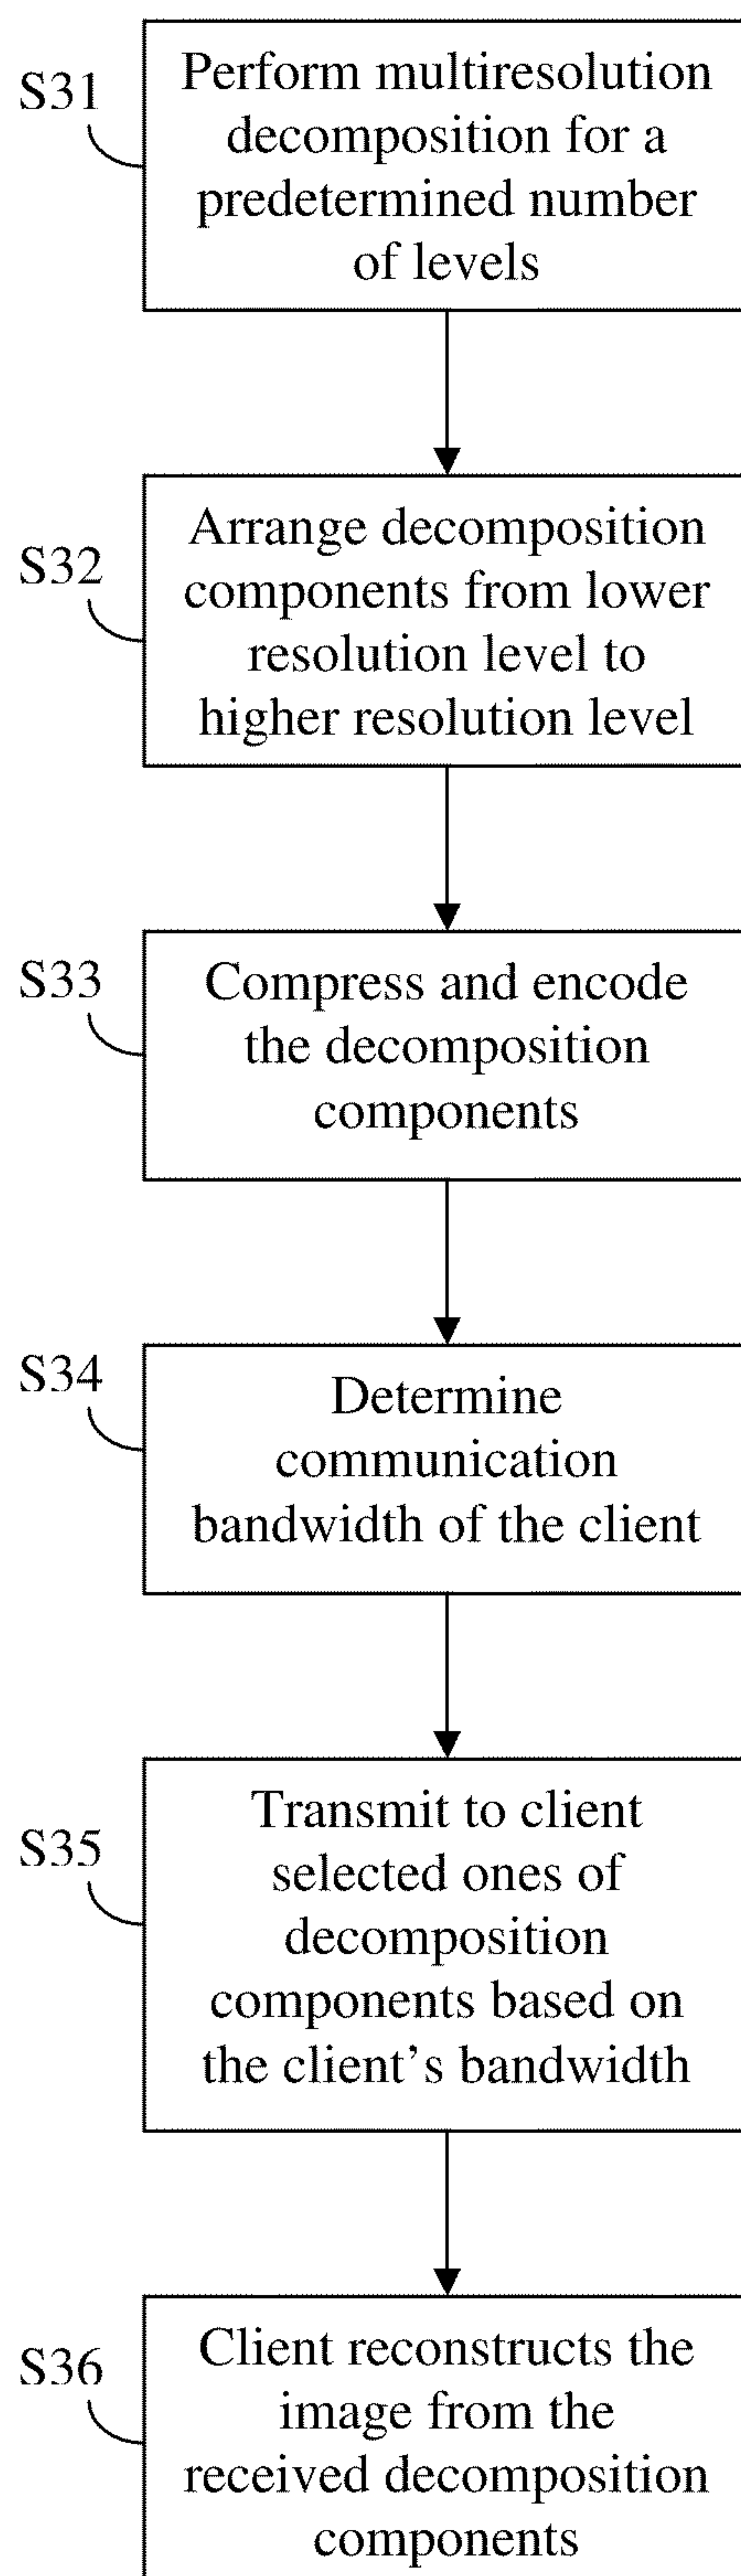 S31
Perform multiresolution
decomposition for a
predetermined number
of levels
S32
Arrange decomposition
components from lower
resolution level to
higher resolution level
S33
Compress and encode
the decomposition
components
S34
Determine
communication
bandwidth of the client
S35
Transmit to client
selected ones of
decomposition
components based on
the client’s bandwidth
S36
Client reconstructs the
image from the
received decomposition
components